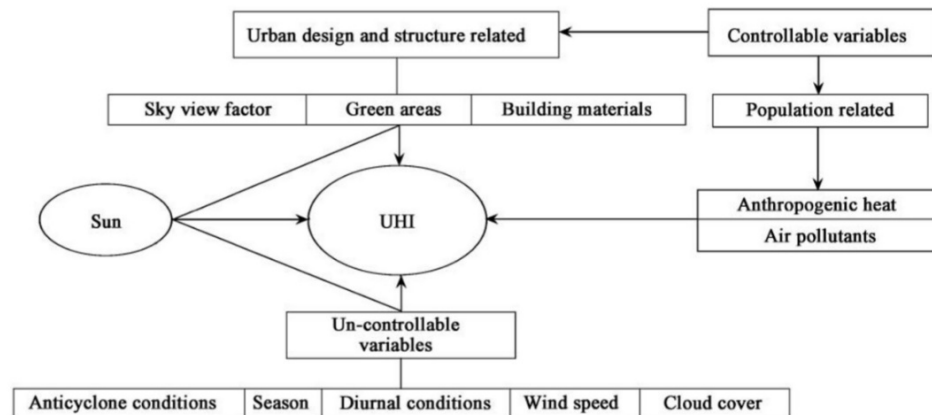 Urban design and structure related
Controllable variables
Sky view factor
Green areas
Building materials
Population related
Sun
UHI
Anthropogenic heat
Air pollutants
Un-controllable
variables
Anticyclone conditions
Season
Diurnal conditions
Wind speed
Cloud cover